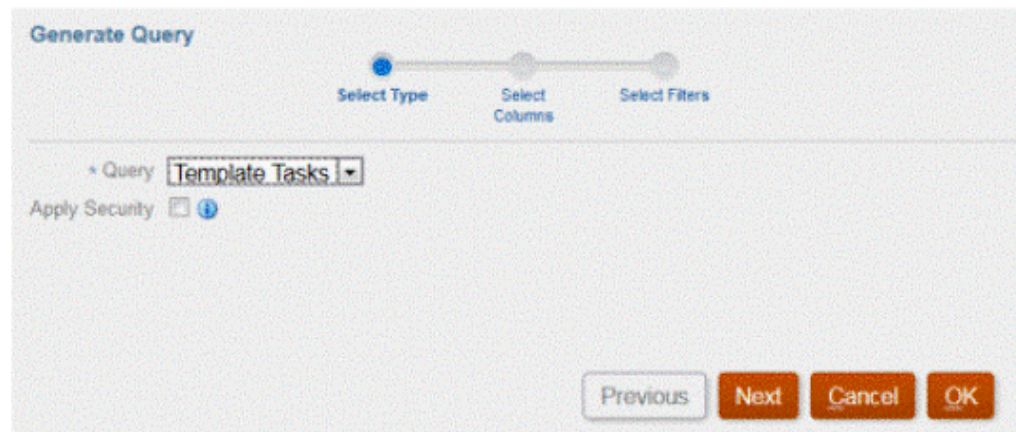 Generate Query
Select Type
Select
Columns
Select Filters
* Query Template Tasks
Apply Security
Previous Next Cancel OK